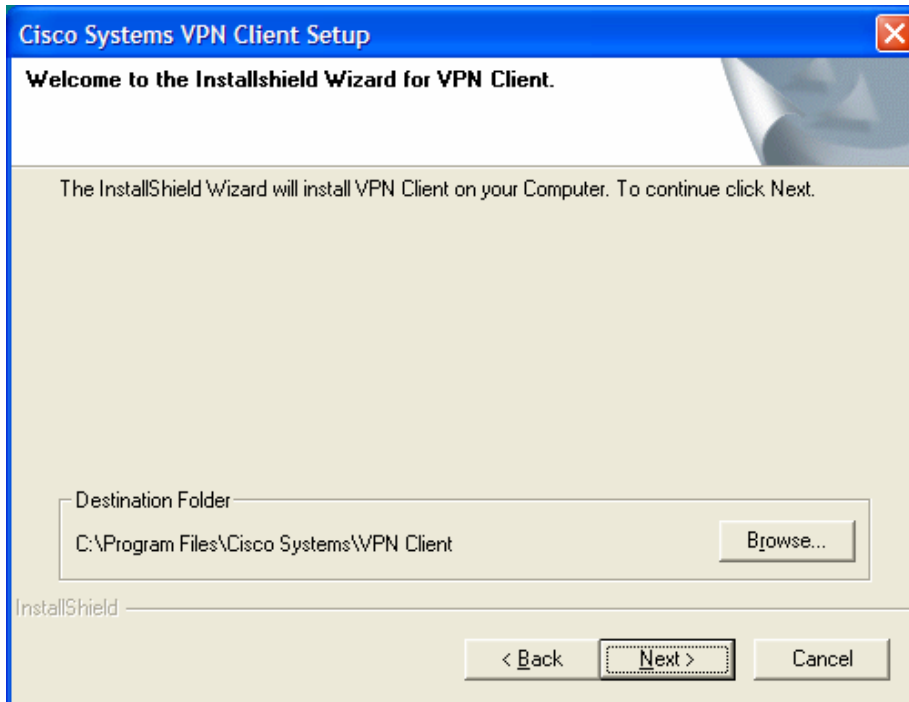 Cisco Systems VPN Client Setup
Welcome to the Installshield Wizard for VPN Client.
The InstallShield Wizard will install VPN Client on your Computer. To continue click Next.
Destination Folder
C:\Program Files\Cisco Systems\VPN Client
Browse...
InstallShield
< Back
Next >
Cancel